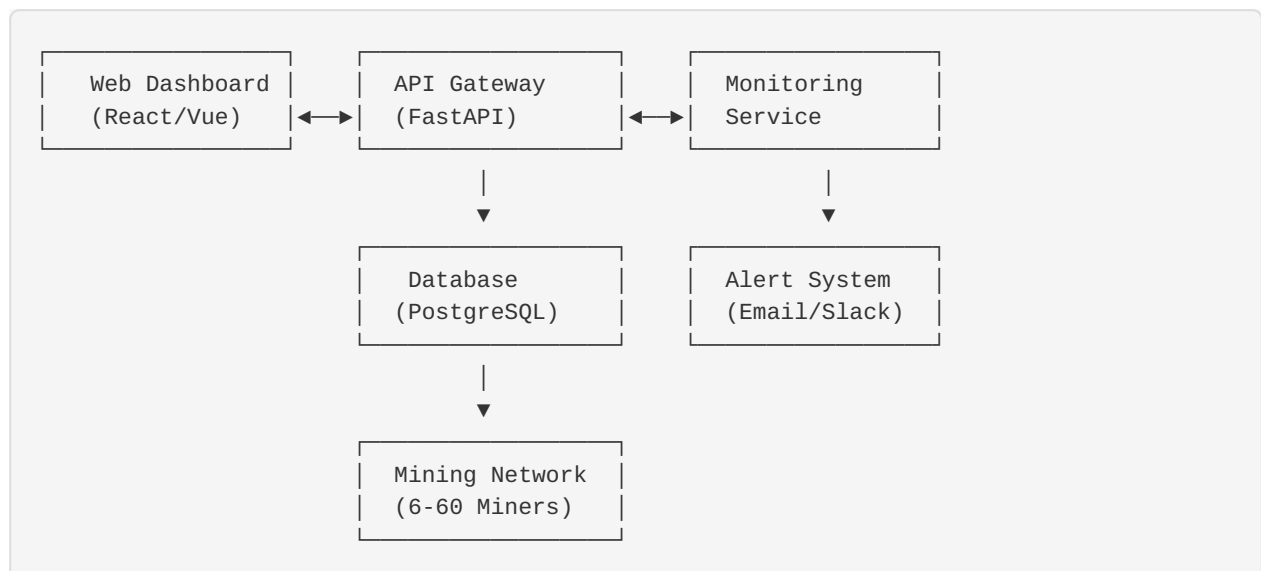 Web Dashboard API Gateway Monitoring
(React/Vue) (FastAPI) Service
Database Alert System
(PostgreSQL) (Email/Slack)
Mining Network
(6-60 Miners)